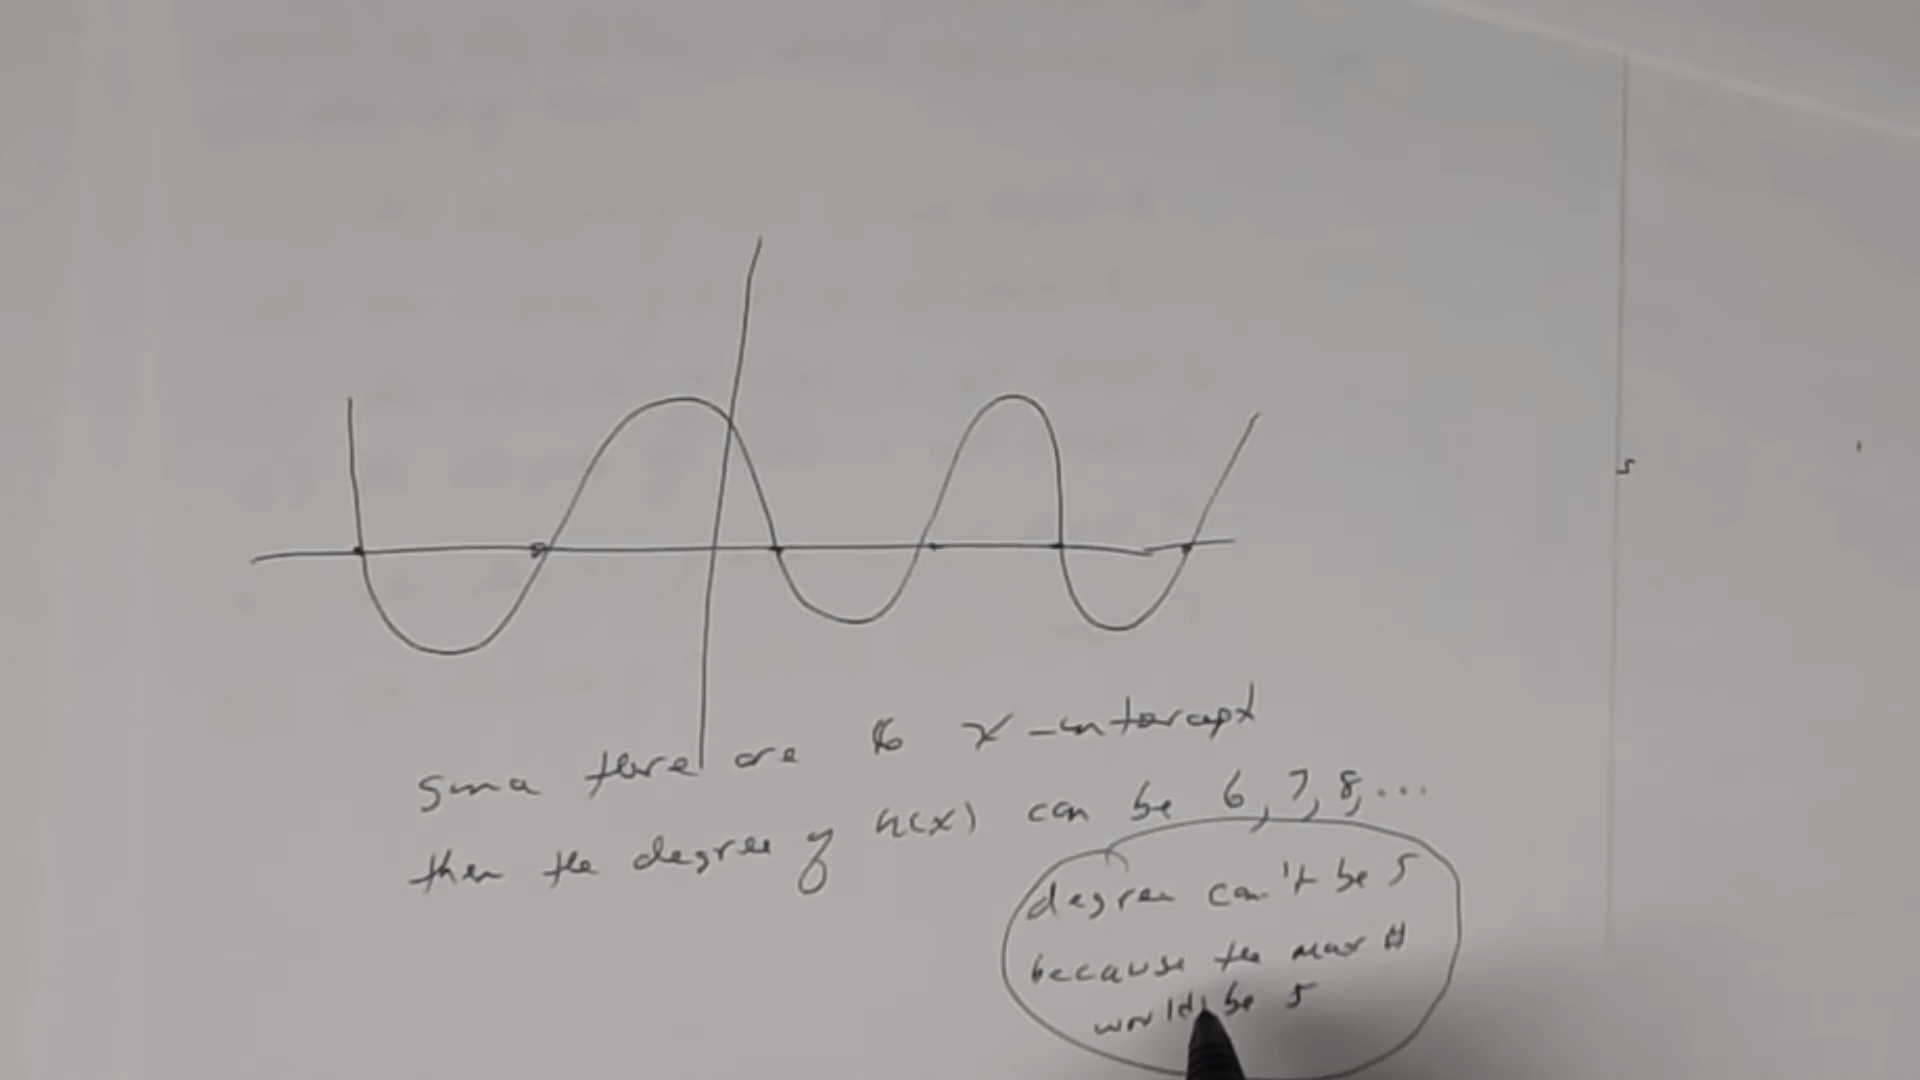 Since there are 6 x-intercept
then the degree of h(x) can be 6, 7, 8, ...
degree can't be 5
because the max #
would be 5